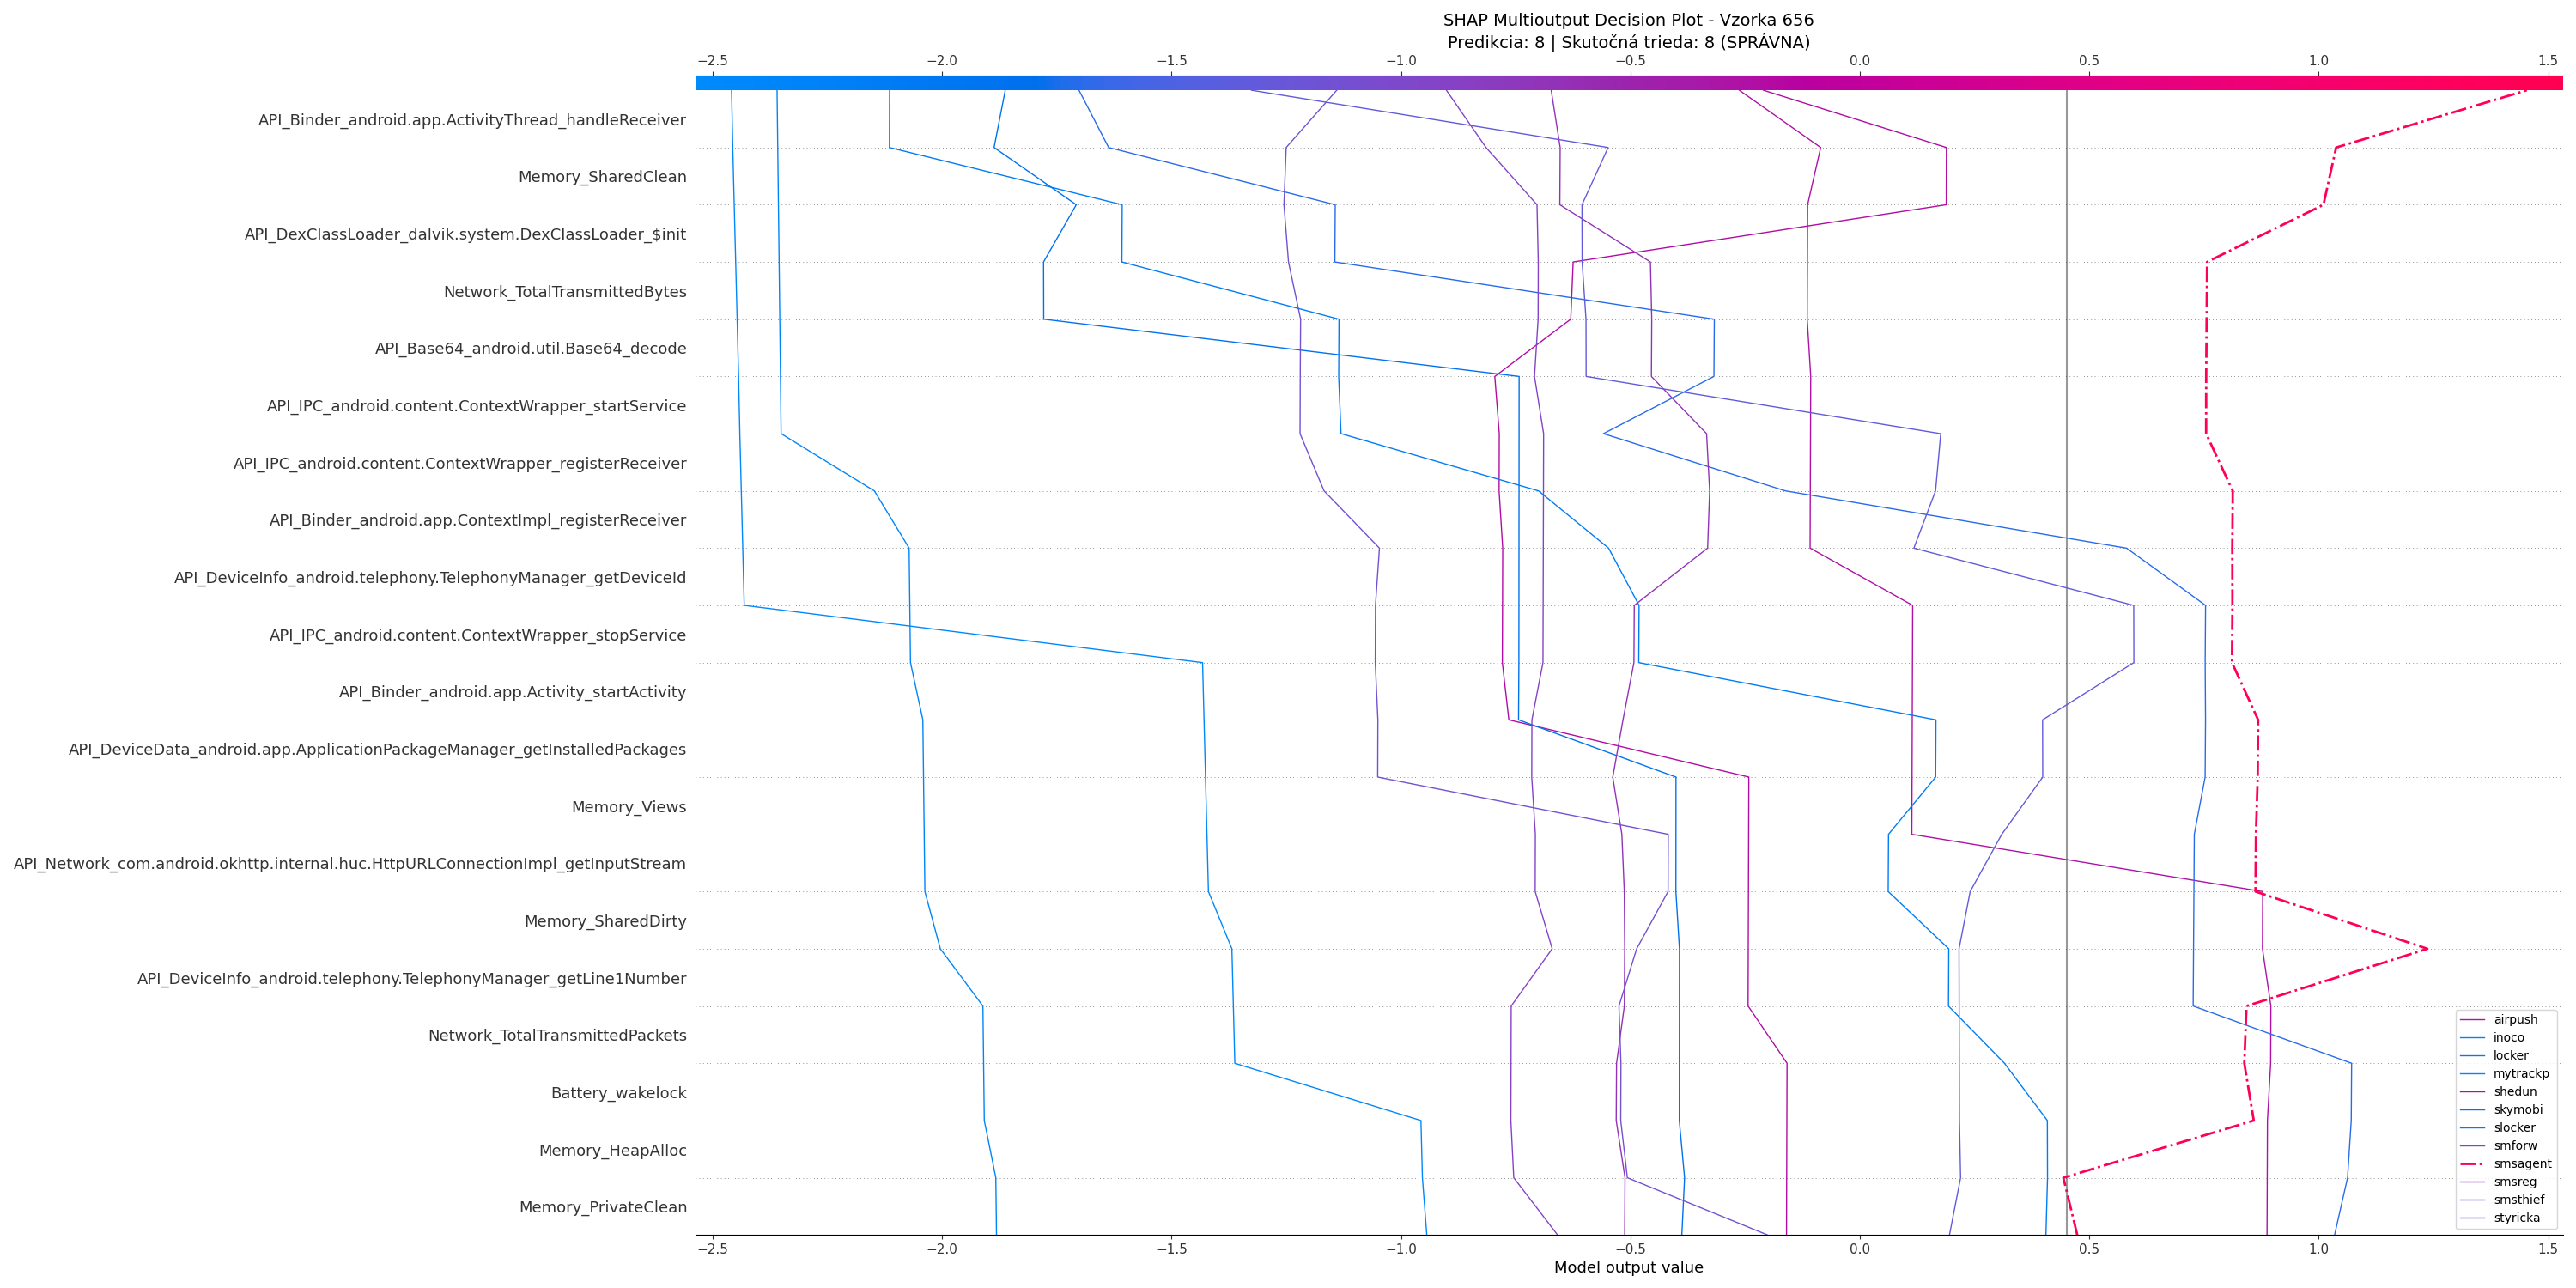 SHAP Multioutput Decision Plot - Vzorka 656
Predikcia: 8 | Skutočná trieda: 8 (SPRÁVNA)
−2.5 −2.0 −1.5 −1.0 −0.5 0.0 0.5 1.0 1.5
API_Binder_android.app.ActivityThread_handleReceiver
Memory_SharedClean
API_DexClassLoader_dalvik.system.DexClassLoader_$init
Network_TotalTransmittedBytes
API_Base64_android.util.Base64_decode
API_IPC_android.content.ContextWrapper_startService
API_IPC_android.content.ContextWrapper_registerReceiver
API_Binder_android.app.ContextImpl_registerReceiver
API_DeviceInfo_android.telephony.TelephonyManager_getDeviceId
API_IPC_android.content.ContextWrapper_stopService
API_Binder_android.app.Activity_startActivity
API_DeviceData_android.app.ApplicationPackageManager_getInstalledPackages
Memory_Views
API_Network_com.android.okhttp.internal.huc.HttpURLConnectionImpl_getInputStream
Memory_SharedDirty
API_DeviceInfo_android.telephony.TelephonyManager_getLine1Number
Network_TotalTransmittedPackets
Battery_wakelock
Memory_HeapAlloc
Memory_PrivateClean
airpush
inoco
locker
mytrackp
shedun
skymobi
slocker
smforw
smsagent
smsreg
smsthief
styricka
−2.5 −2.0 −1.5 −1.0 −0.5 0.0 0.5 1.0 1.5
Model output value